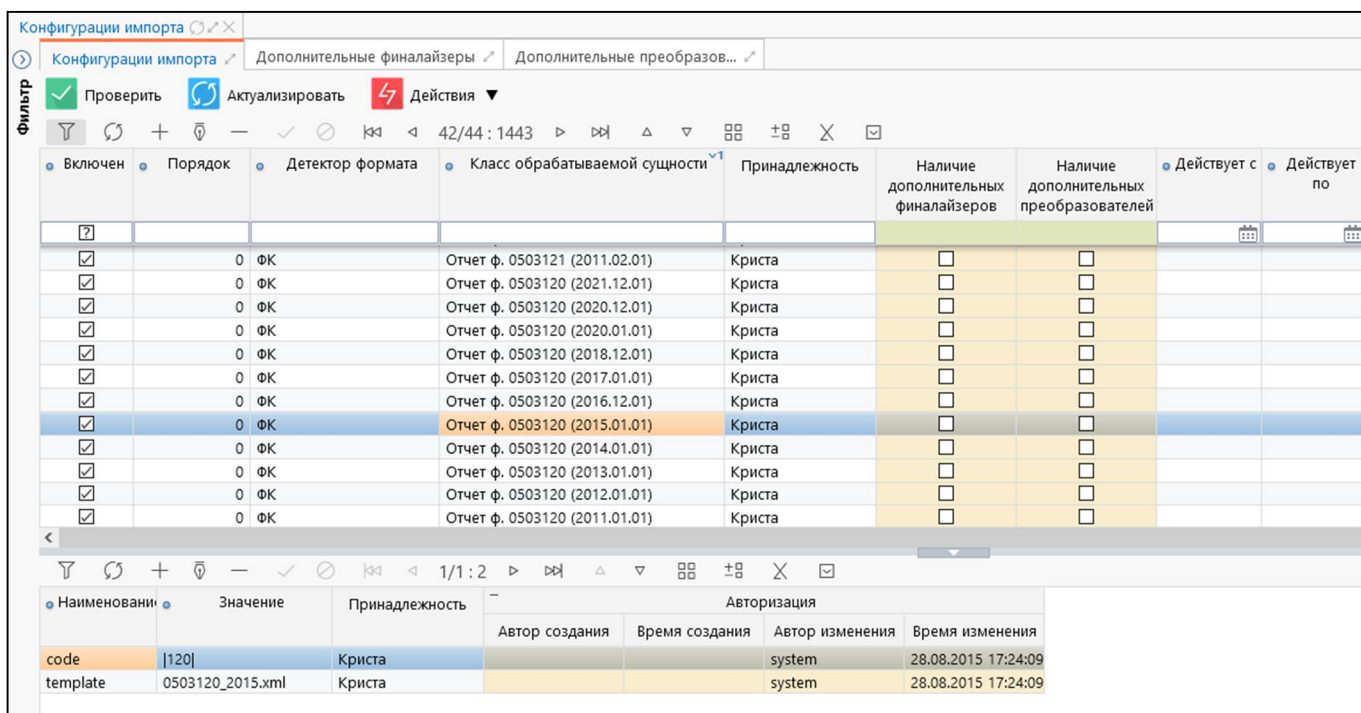 Конфигурации импорта
Конфигурации импорта Дополнительные финалайзеры Дополнительные преобразов...
Фильтр
Проверить Актуализировать Действия ▼
42/44 : 1443
Включен Порядок Детектор формата Класс обрабатываемой сущности 1 Принадлежность Наличие дополнительных финалайзеров Наличие дополнительных преобразователей Действует с Действует по
?
0 ФК Отчет ф. 0503121 (2011.02.01) Криста
0 ФК Отчет ф. 0503120 (2021.12.01) Криста
0 ФК Отчет ф. 0503120 (2020.12.01) Криста
0 ФК Отчет ф. 0503120 (2020.01.01) Криста
0 ФК Отчет ф. 0503120 (2018.12.01) Криста
0 ФК Отчет ф. 0503120 (2017.01.01) Криста
0 ФК Отчет ф. 0503120 (2016.12.01) Криста
0 ФК Отчет ф. 0503120 (2015.01.01) Криста
0 ФК Отчет ф. 0503120 (2014.01.01) Криста
0 ФК Отчет ф. 0503120 (2013.01.01) Криста
0 ФК Отчет ф. 0503120 (2012.01.01) Криста
0 ФК Отчет ф. 0503120 (2011.01.01) Криста
1/1 : 2
Наименовани Значение Принадлежность Авторизация
Автор создания Время создания Автор изменения Время изменения
code |120| Криста system 28.08.2015 17:24:09
template 0503120_2015.xml Криста system 28.08.2015 17:24:09